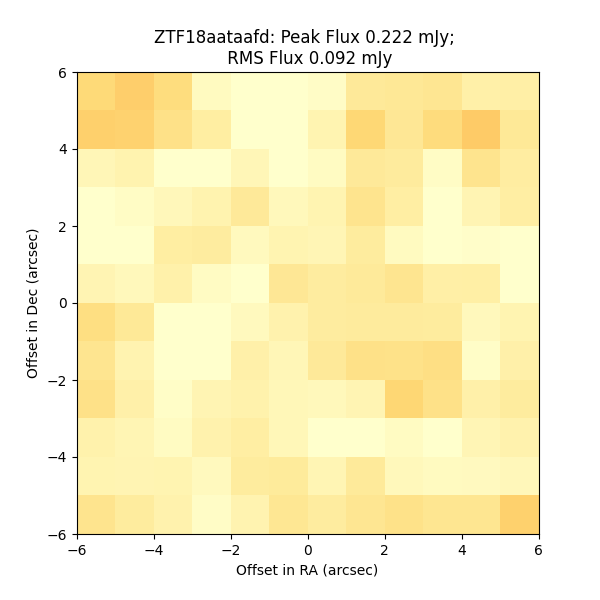 ZTF18aataafd: Peak Flux 0.222 mJy;
RMS Flux 0.092 mJy
6
4
2
0
−2
−4
−6
Offset in Dec (arcsec)
−6 −4 −2 0 2 4 6
Offset in RA (arcsec)